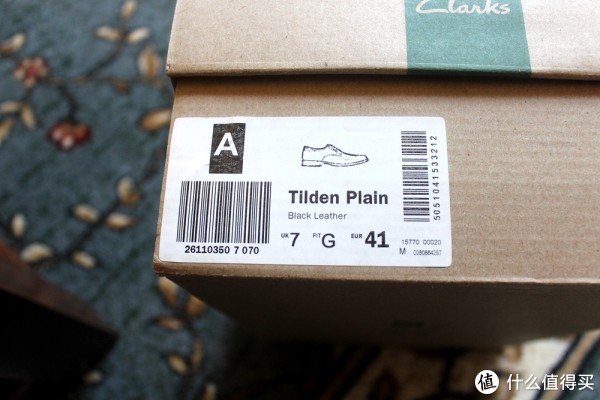 Clarks
A
Tilden Plain
Black Leather
26110350 7 070
UK 7 FIT G EUR 41
5051041533212
15770 00020
M
值 什么值得买